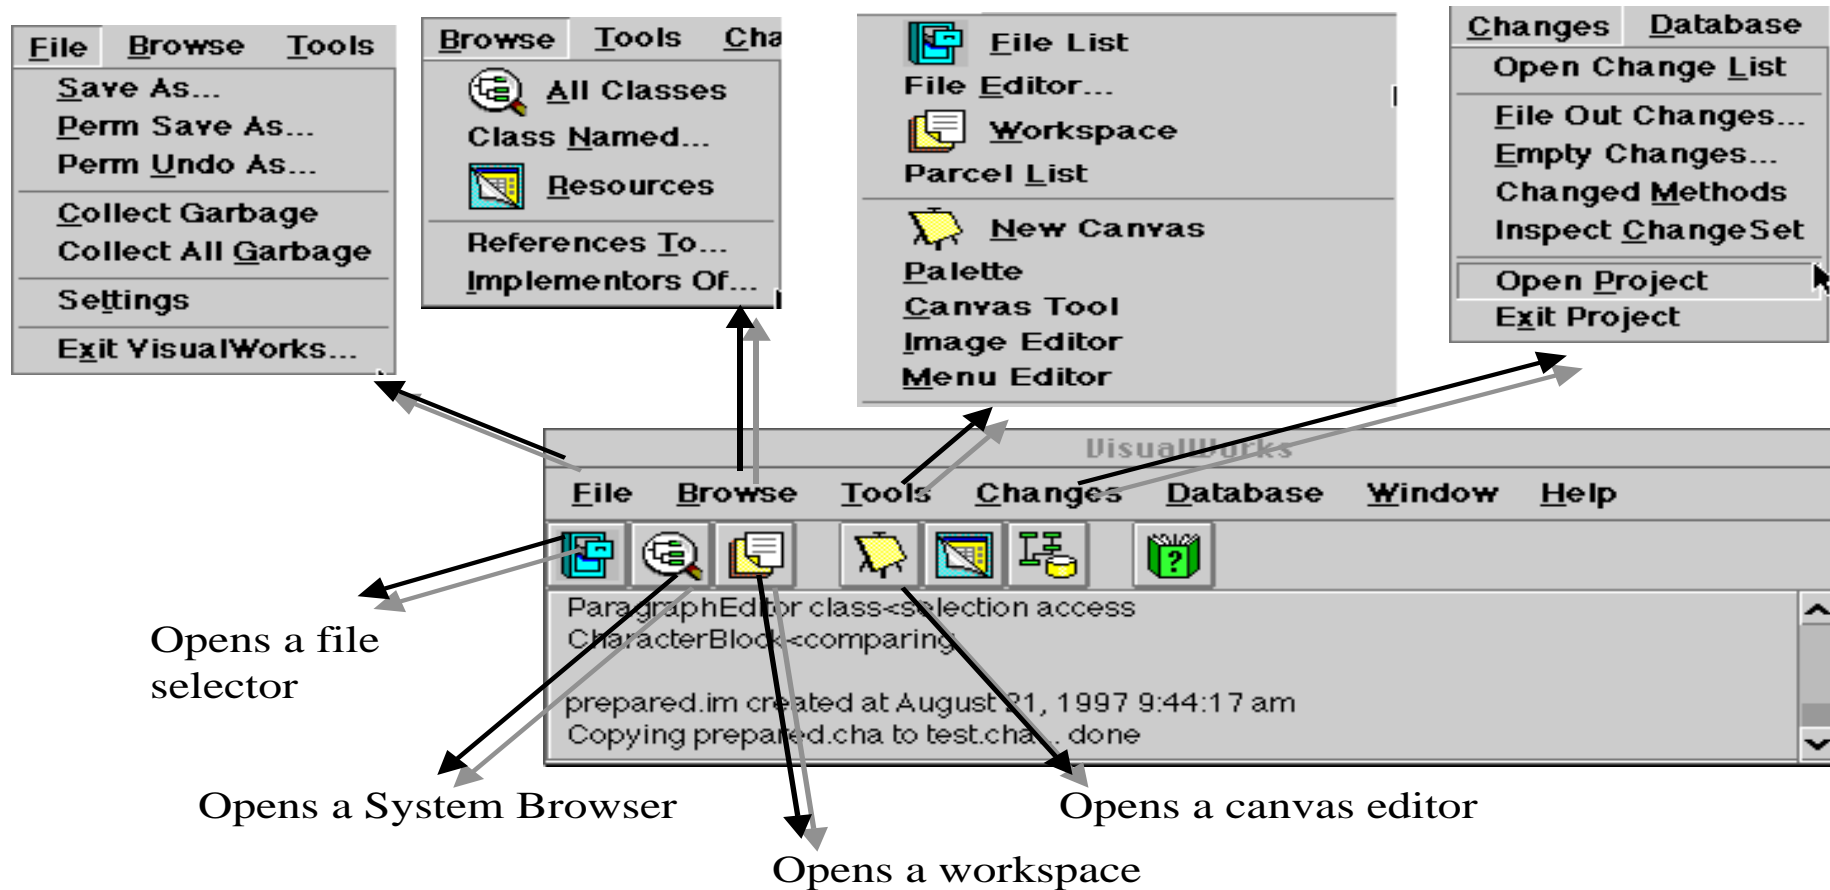 File Browse Tools
Save As...
Perm Save As...
Perm Undo As...
Collect Garbage
Collect All Garbage
Settings
Exit VisualWorks...
Browse Tools Cha
All Classes
Class Named...
Resources
References To...
Implementors Of...
File List
File Editor...
Workspace
Parcel List
New Canvas
Palette
Canvas Tool
Image Editor
Menu Editor
Changes Database
Open Change List
File Out Changes...
Empty Changes...
Changed Methods
Inspect ChangeSet
Open Project
Exit Project
VisualWorks
File Browse Tools Changes Database Window Help
?
ParagraphEditor class<selection access
CharacterBlock<comparing
prepared.im created at August 21, 1997 9:44:17 am
Copying prepared.cha to test.cha... done
Opens a file
selector
Opens a System Browser
Opens a canvas editor
Opens a workspace